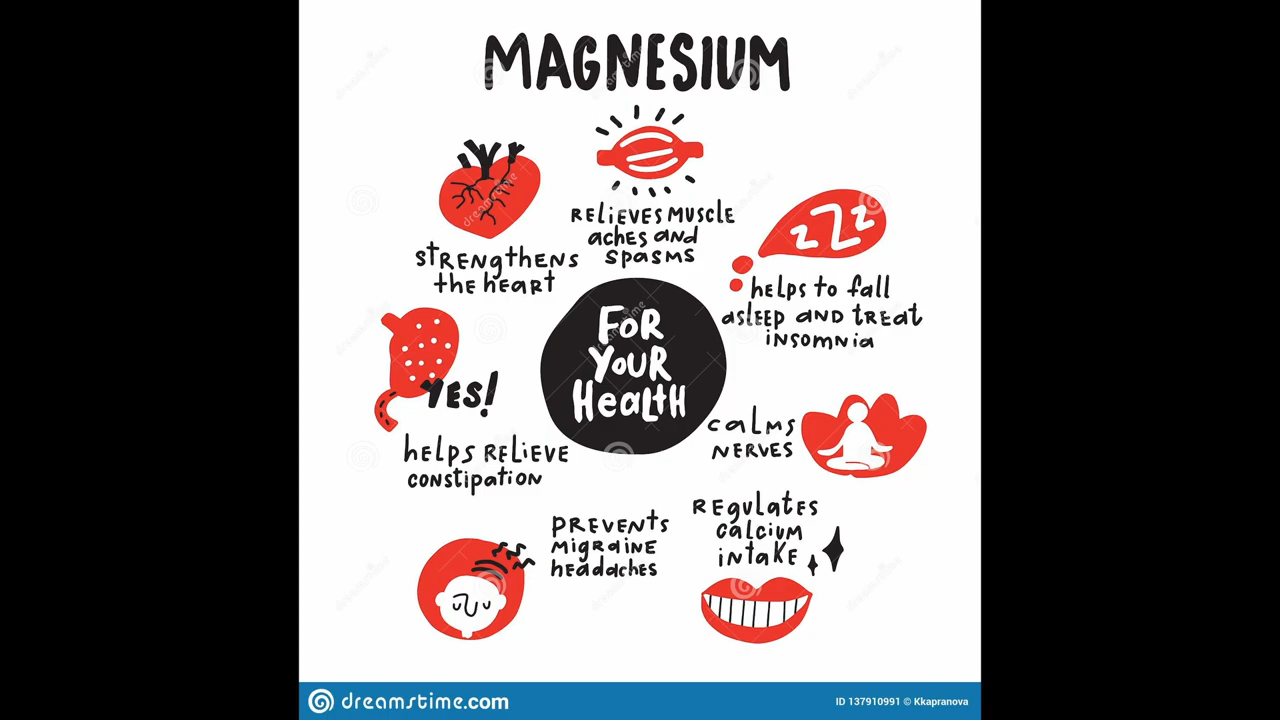 MAGNESIUM
RELIEVES MUSCLE
aches and
spasms
stRENGthENS
the heart
zZz
helps to fall
asleep and treat
insomnia
FOR
YOUR
HeaLtH
YES!
helps RELIEVE
constipation
calms
NERVES
PREVENts
MIGRAINE
headaches
REGULATES
calcium
intake
dreamstime.com
ID 137910991 © Kkapranova